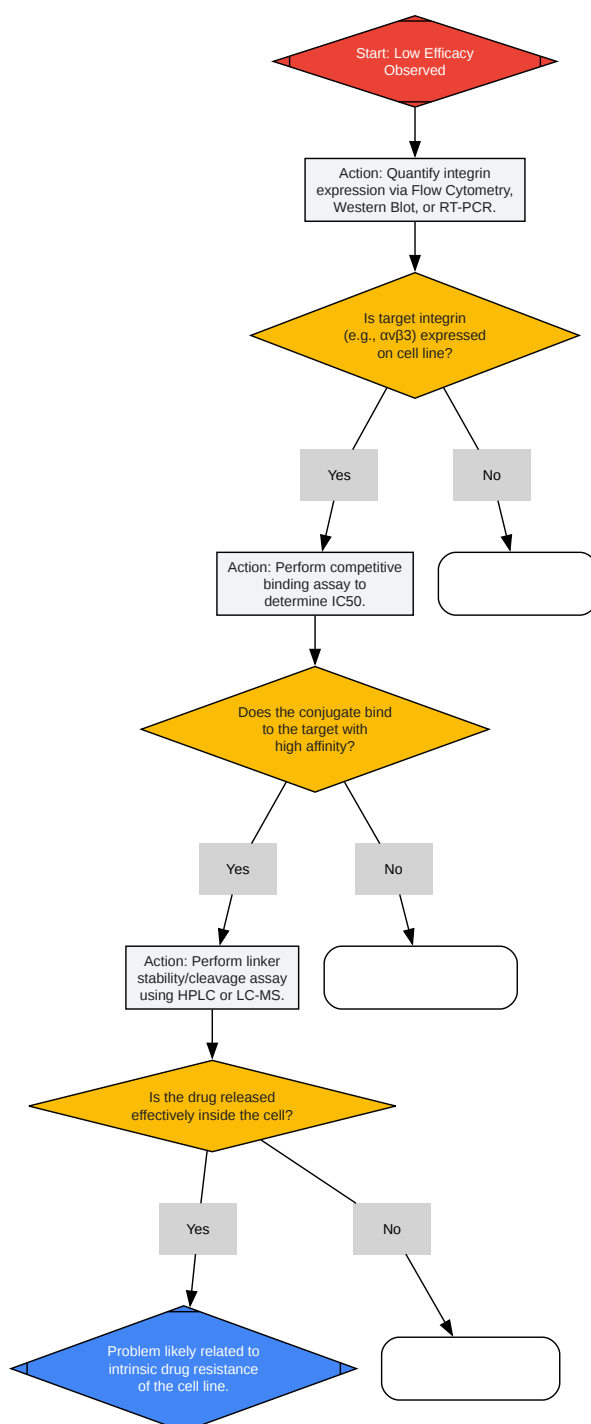 Start: Low Efficacy
Observed
Action: Quantify integrin
expression via Flow Cytometry,
Western Blot, or RT-PCR.
Is target integrin
(e.g., αvβ3) expressed
on cell line?
Yes
No
Action: Perform competitive
binding assay to
determine IC50.
Does the conjugate bind
to the target with
high affinity?
Yes
No
Action: Perform linker
stability/cleavage assay
using HPLC or LC-MS.
Is the drug released
effectively inside the cell?
Yes
No
Problem likely related to
intrinsic drug resistance
of the cell line.